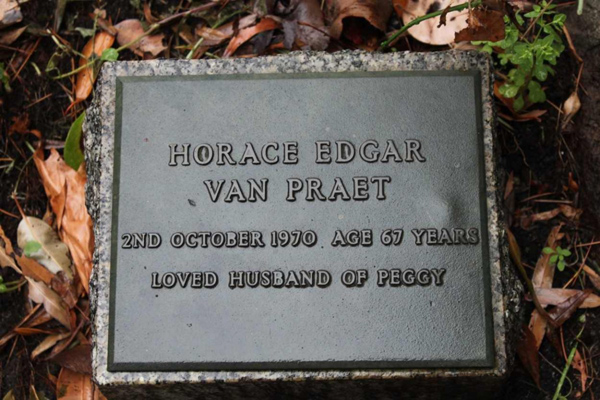 HORACE EDGAR
VAN PRAET
2ND OCTOBER 1970 AGE 67 YEARS
LOVED HUSBAND OF PEGGY